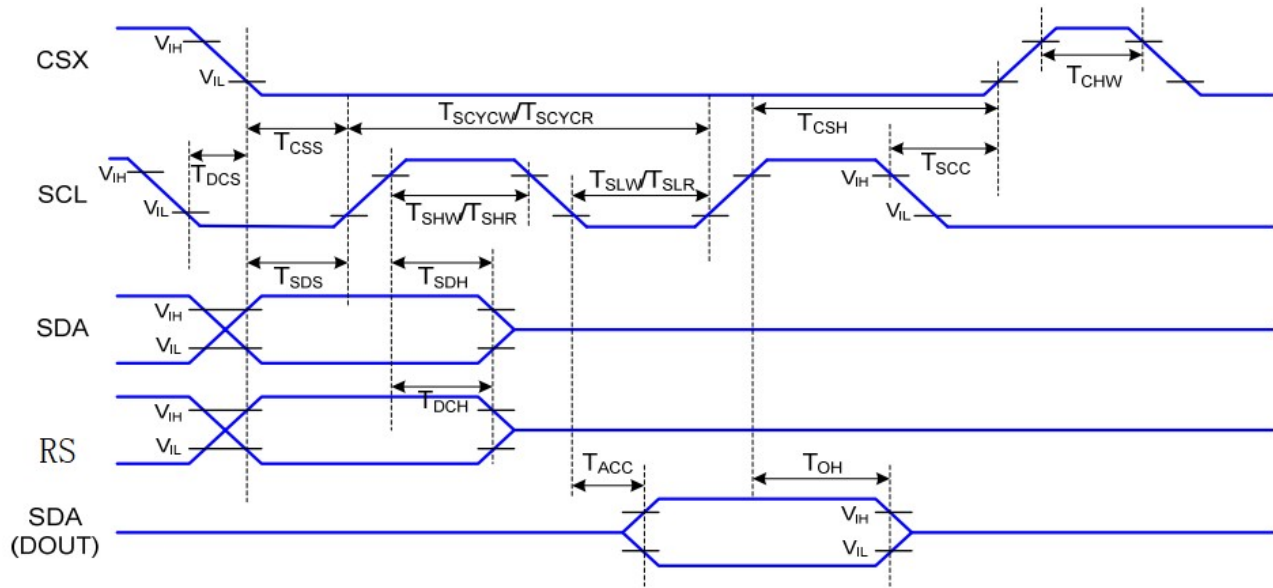 CSX
VIH
VIL
TCHW
TSCYCW/TSCYCR
TCSH
TCSS
TDCS
TSCC
SCL
VIH
VIL
TSLW/TSLR
VIH
VIL
TSHW/TSHR
TSDS
TSDH
SDA
VIH
VIL
TDCH
RS
VIH
VIL
TACC
TOH
SDA
(DOUT)
VIH
VIL